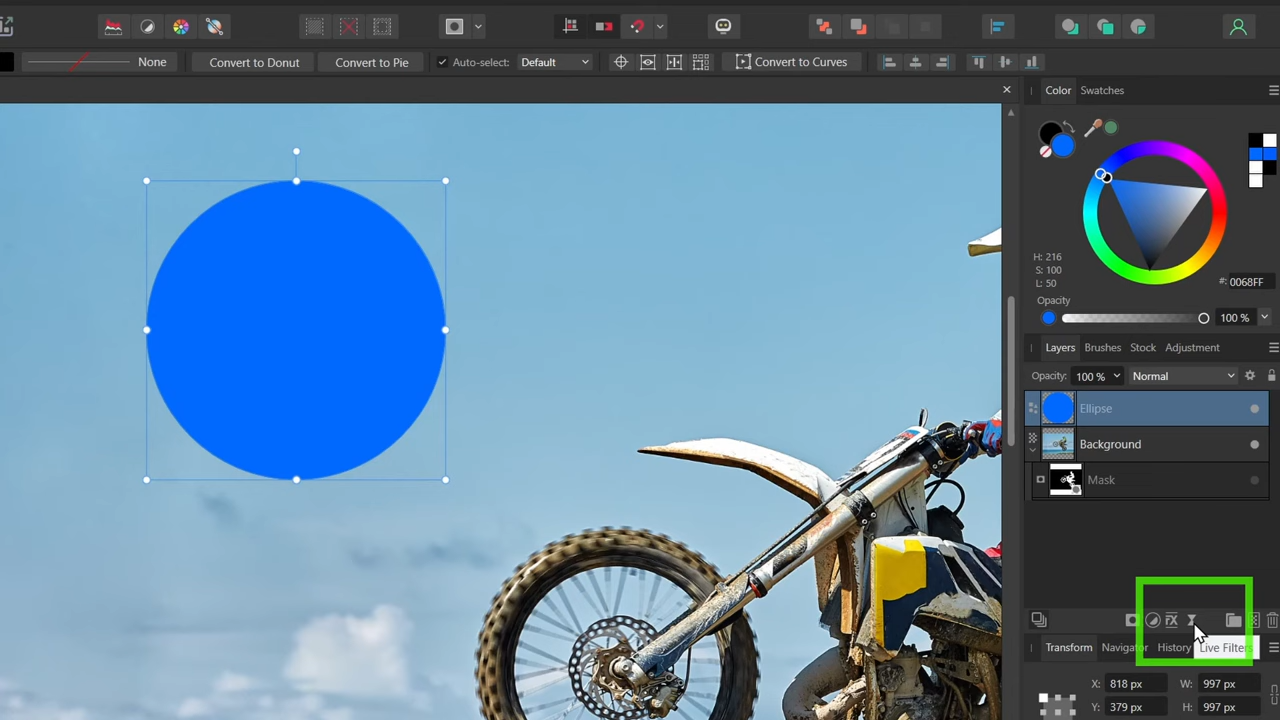 None
Convert to Donut
Convert to Pie
Auto-select:
Default
Convert to Curves
Color
Swatches
H: 216
S: 100
L: 50
#: 0068FF
Opacity
100 %
Layers
Brushes
Stock
Adjustment
Opacity:
100 %
Normal
Ellipse
Background
Mask
Transform
Navigator
History
Live Filters
X: 818 px
W: 997 px
Y: 379 px
H: 997 px